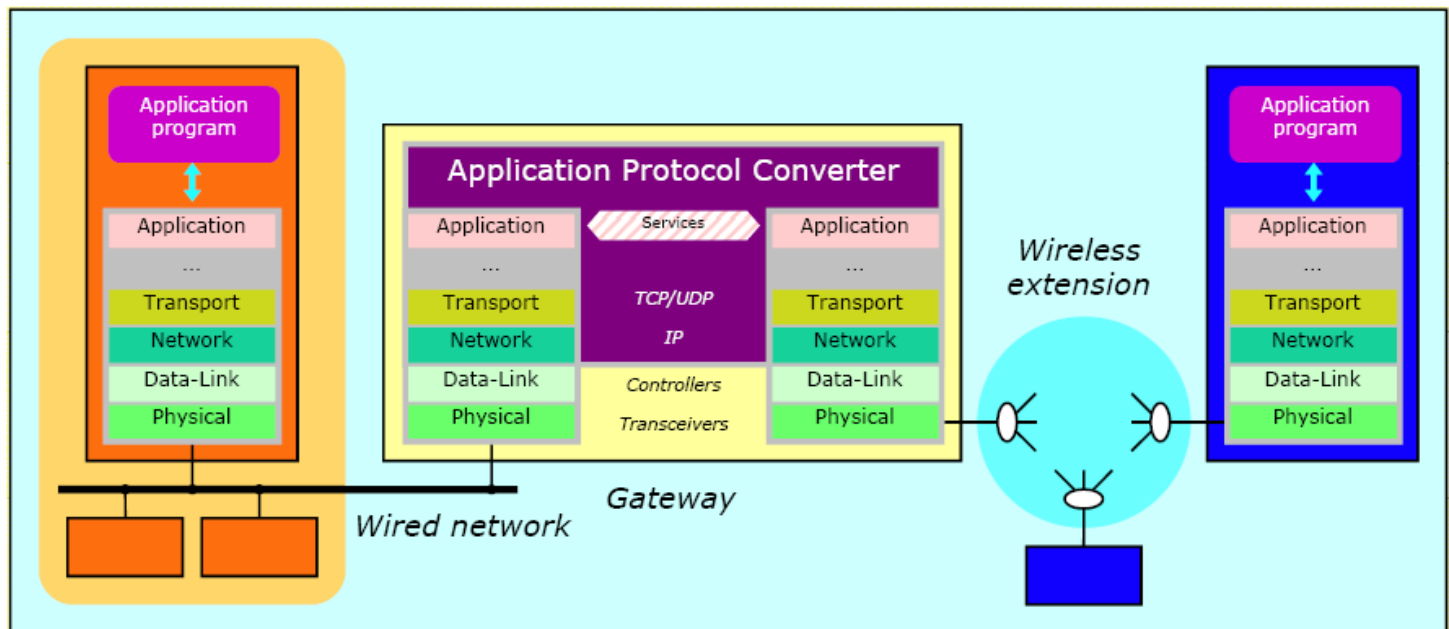 Application
program
Application
...
Transport
Network
Data-Link
Physical
Wired network
Application Protocol Converter
Application
...
Transport
Network
Data-Link
Physical
Services
TCP/UDP
IP
Controllers
Transceivers
Application
...
Transport
Network
Data-Link
Physical
Gateway
Wireless
extension
Application
program
Application
...
Transport
Network
Data-Link
Physical